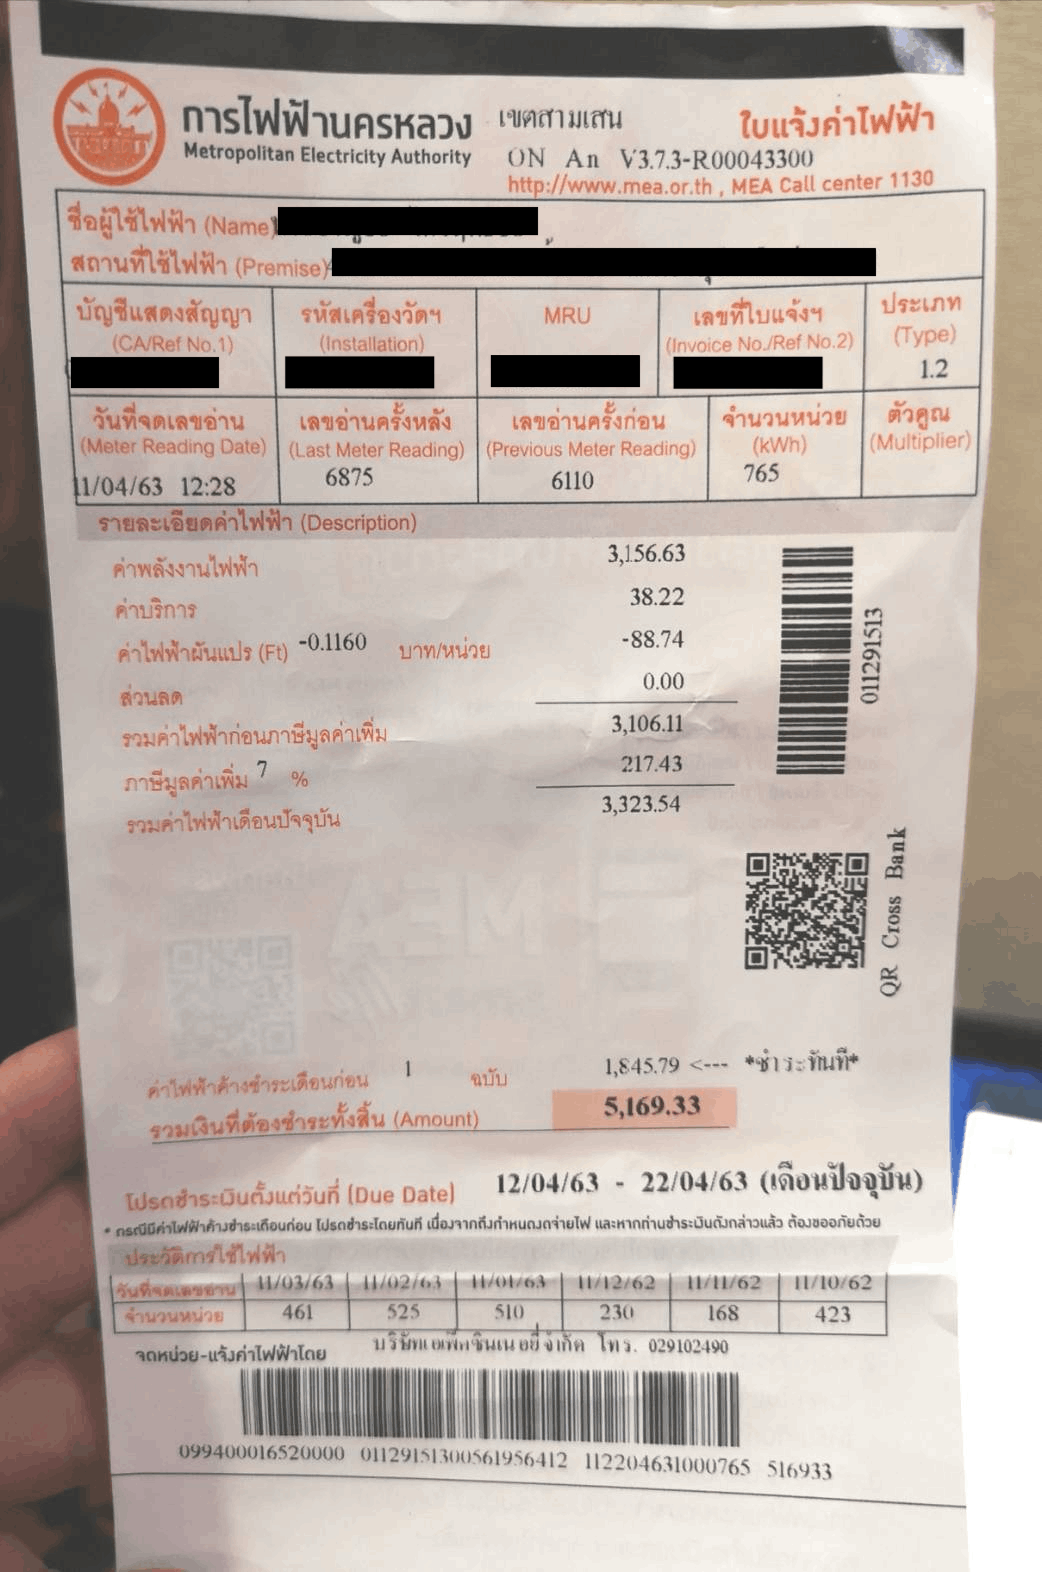 การไฟฟ้านครหลวง เขตสามเสน ใบแจ้งค่าไฟฟ้า
Metropolitan Electricity Authority ON An V3.7.3-R00043300
http://www.mea.or.th , MEA Call center 1130
ชื่อผู้ใช้ไฟฟ้า (Name)
สถานที่ใช้ไฟฟ้า (Premise)
บัญชีแสดงสัญญา รหัสเครื่องวัดฯ MRU เลขที่ใบแจ้งฯ ประเภท
(CA/Ref No.1) (Installation) (Invoice No./Ref No.2) (Type)
1.2
วันที่จดเลขอ่าน เลขอ่านครั้งหลัง เลขอ่านครั้งก่อน จำนวนหน่วย ตัวคูณ
(Meter Reading Date) (Last Meter Reading) (Previous Meter Reading) (kWh) (Multiplier)
11/04/63 12:28 6875 6110 765
รายละเอียดค่าไฟฟ้า (Description)
ค่าพลังงานไฟฟ้า 3,156.63
ค่าบริการ 38.22
ค่าไฟฟ้าผันแปร (Ft) -0.1160 บาท/หน่วย -88.74
ส่วนลด 0.00
รวมค่าไฟฟ้าก่อนภาษีมูลค่าเพิ่ม 3,106.11
ภาษีมูลค่าเพิ่ม 7 % 217.43
รวมค่าไฟฟ้าเดือนปัจจุบัน 3,323.54
011291513
QR Cross Bank
ค่าไฟฟ้าค้างชำระเดือนก่อน 1 ฉบับ 1,845.79 <--- *ชำระทันที*
รวมเงินที่ต้องชำระทั้งสิ้น (Amount) 5,169.33
โปรดชำระเงินตั้งแต่วันที่ (Due Date) 12/04/63 - 22/04/63 (เดือนปัจจุบัน)
* กรณีมีค่าไฟฟ้าค้างชำระเดือนก่อน โปรดชำระโดยทันที เนื่องจากถึงกำหนดงดจ่ายไฟ และหากท่านชำระเงินดังกล่าวแล้ว ต้องขออภัยด้วย
ประวัติการใช้ไฟฟ้า
วันที่จดเลขอ่าน 11/03/63 11/02/63 11/01/63 11/12/62 11/11/62 11/10/62
จำนวนหน่วย 461 525 510 230 168 423
จดหน่วย-แจ้งค่าไฟฟ้าโดย โทร. 029102490
099400016520000 01129151300561956412 112204631000765 516933